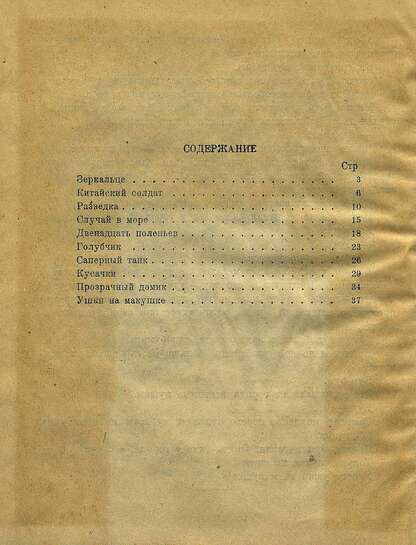 СОДЕРЖАНИЕ
Стр
Зеркальце . . . . . . . . . . . . . . . . . . . . 3
Китайский солдат . . . . . . . . . . . . . . . . 6
Разведка . . . . . . . . . . . . . . . . . . . . 10
Случай в море . . . . . . . . . . . . . . . . . 15
Двенадцать поленьев . . . . . . . . . . . . . . 18
Голубчик . . . . . . . . . . . . . . . . . . . . 23
Саперный танк . . . . . . . . . . . . . . . . . 26
Кусачки . . . . . . . . . . . . . . . . . . . . 29
Прозрачный домик . . . . . . . . . . . . . . . 34
Ушки на макушке . . . . . . . . . . . . . . . 37